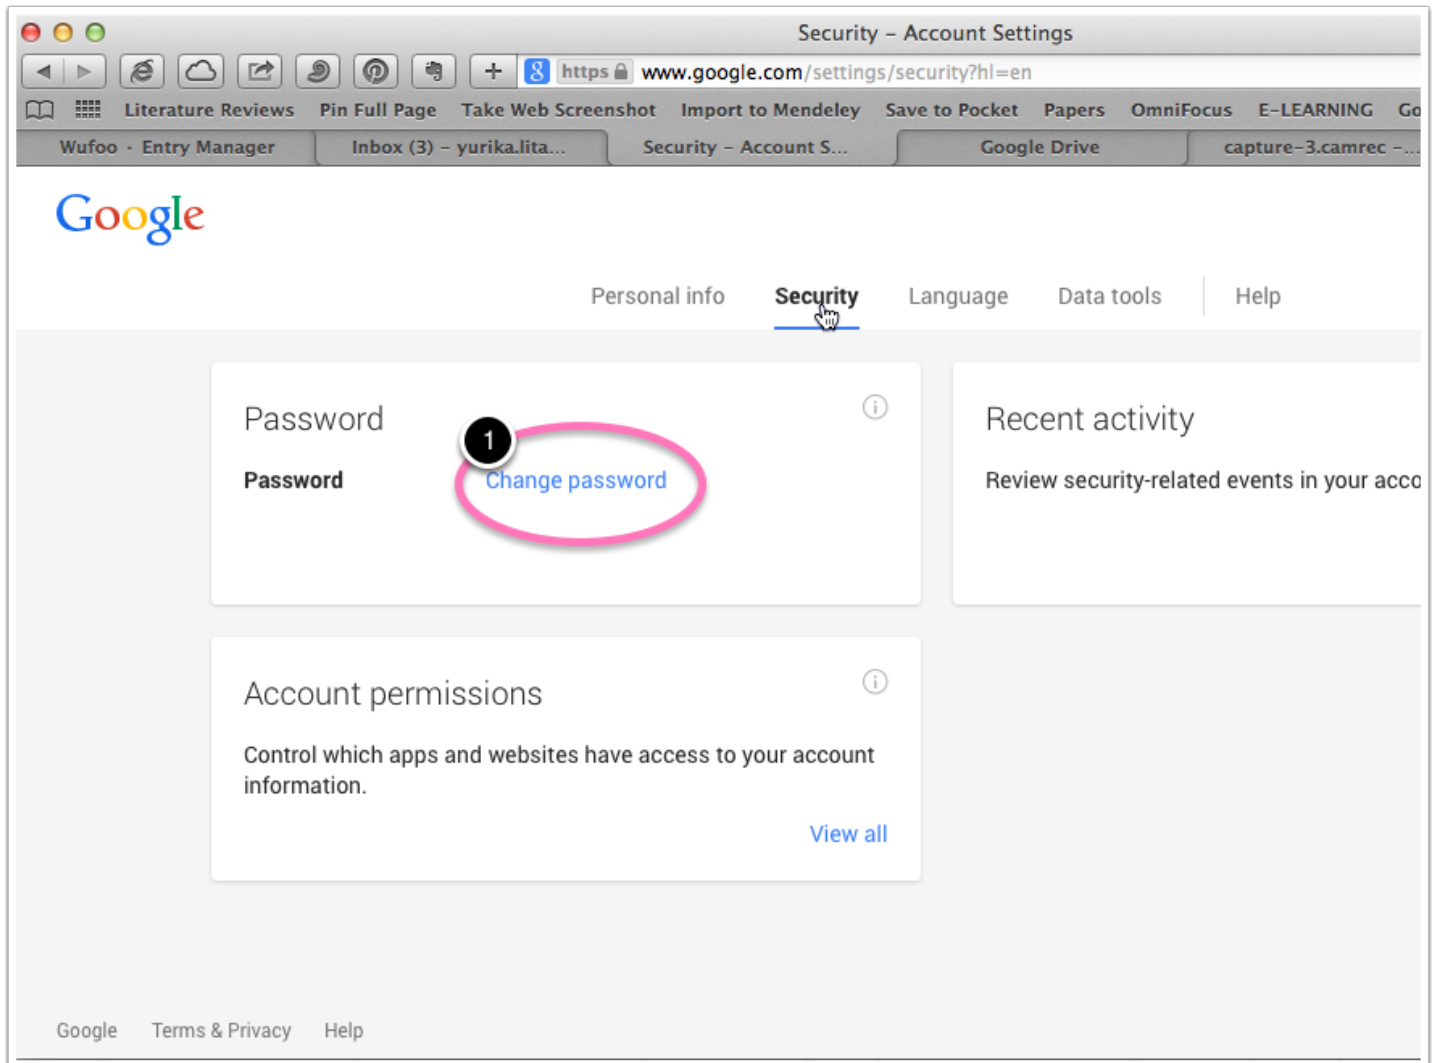 Security – Account Settings
https www.google.com/settings/security?hl=en
Literature Reviews Pin Full Page Take Web Screenshot Import to Mendeley Save to Pocket Papers OmniFocus E-LEARNING Go
Wufoo · Entry Manager Inbox (3) – yurika.lita... Security – Account S... Google Drive capture-3.camrec –...
Google
Personal info Security Language Data tools Help
Password
1
Password Change password
Recent activity
Review security-related events in your acco
Account permissions
Control which apps and websites have access to your account
information.
View all
Google Terms & Privacy Help